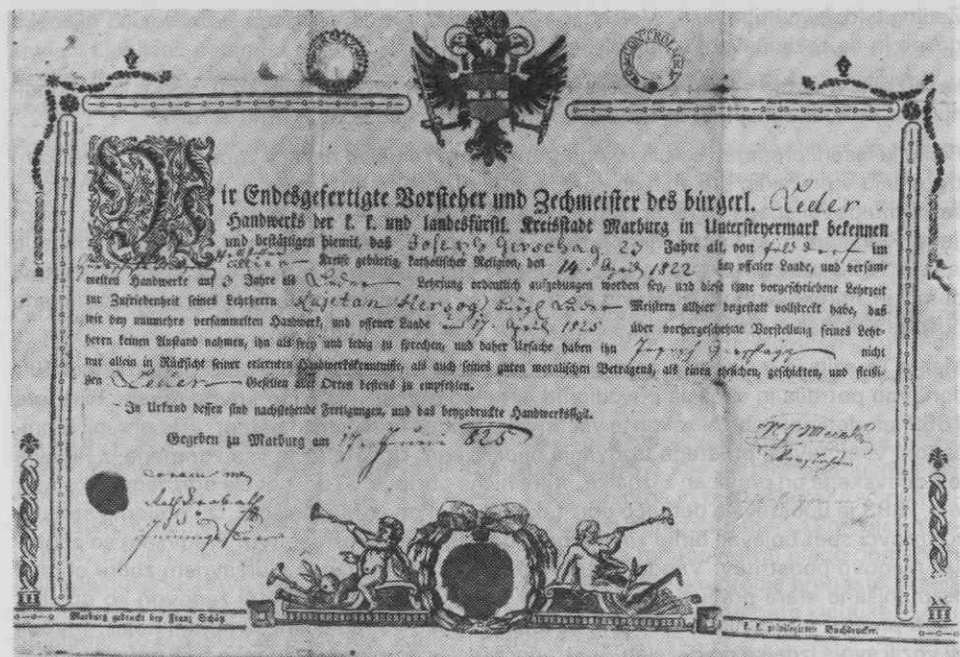 Wir Endesgefertigte Vorsteher und Zechmeister des bürgerl. Leder
Handwerks der k. k. und landesfürstl. Kreisstadt Marburg in Untersteyermark bekennen
und bestätigen hiemit, daß Joseph Gerschag 23 Jahre alt, von im
Kreise gebürtig, katholischer Religion, den 14. April 1822 bey offener Laade, und versam-
melten Handwerke auf 3 Jahre als Leder Lehrjung ordentlich aufgedungen worden sey, und diese ihme vorgeschriebene Lehrzeit
zur Zufriedenheit seines Lehrherrn Kajetan Herzog bürgl Leder Meistern allhier dergestalt vollstreckt habe, daß
wir bey nunmehro versammelten Handwerk, und offener Laade 17. April 1825 über vorhergeschehene Vorstellung seines Lehr-
herrn keinen Anstand nahmen, ihn als frey und ledig zu sprechen, und daher Ursache haben ihn nicht
nur allein in Rücksicht seiner erlernten Handwerkskenntniße, als auch seines guten moralischen Betragens, als einen ehrlichen, geschickten, und fleißi-
gen Leder Gesellen aller Orten bestens zu empfehlen.
In Urkund dessen sind nachstehende Fertigungen, und das beygedruckte Handwerkssigil.
Gegeben zu Marburg am 17. Juni 825
coram me
Marburg gedruckt bey Franz Schütz
k. k. privilegirten Buchdrucker.